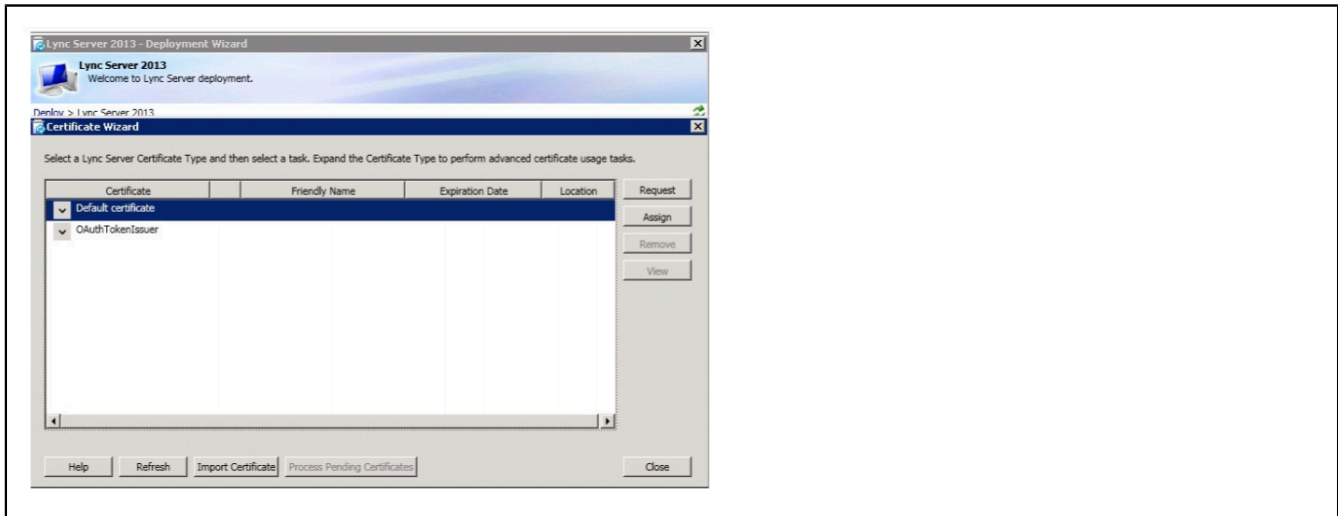 Lync Server 2013 - Deployment Wizard
Lync Server 2013
Welcome to Lync Server deployment.
Deploy > Lync Server 2013
Certificate Wizard
Select a Lync Server Certificate Type and then select a task. Expand the Certificate Type to perform advanced certificate usage tasks.
Certificate Friendly Name Expiration Date Location Request
Default certificate
Assign
OAuthTokenIssuer
Remove
View
Help Refresh Import Certificate Process Pending Certificates Close